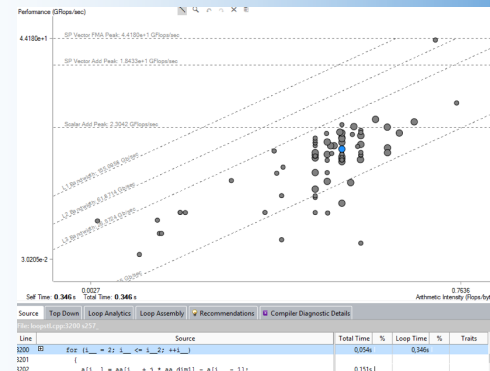 Performance (GFlops/sec)
4.4180e+1
SP Vector FMA Peak: 4.4180e+1 GFlops/sec
SP Vector Add Peak: 1.8433e+1 GFlops/sec
Scalar Add Peak: 2.3042 GFlops/sec
3.0205e-2
0.0027
0.7636
Self Time: 0.346 s Total Time: 0.346 s
Arithmetic Intensity (Flops/byt
Source Top Down Loop Analytics Loop Assembly Recommendations Compiler Diagnostic Details
Line Source Total Time % Loop Time % Traits
3200 for (i__ = 2; i__ <= i__2; ++i__) 0,054s 0,346s
3201 {
3202 0.151s